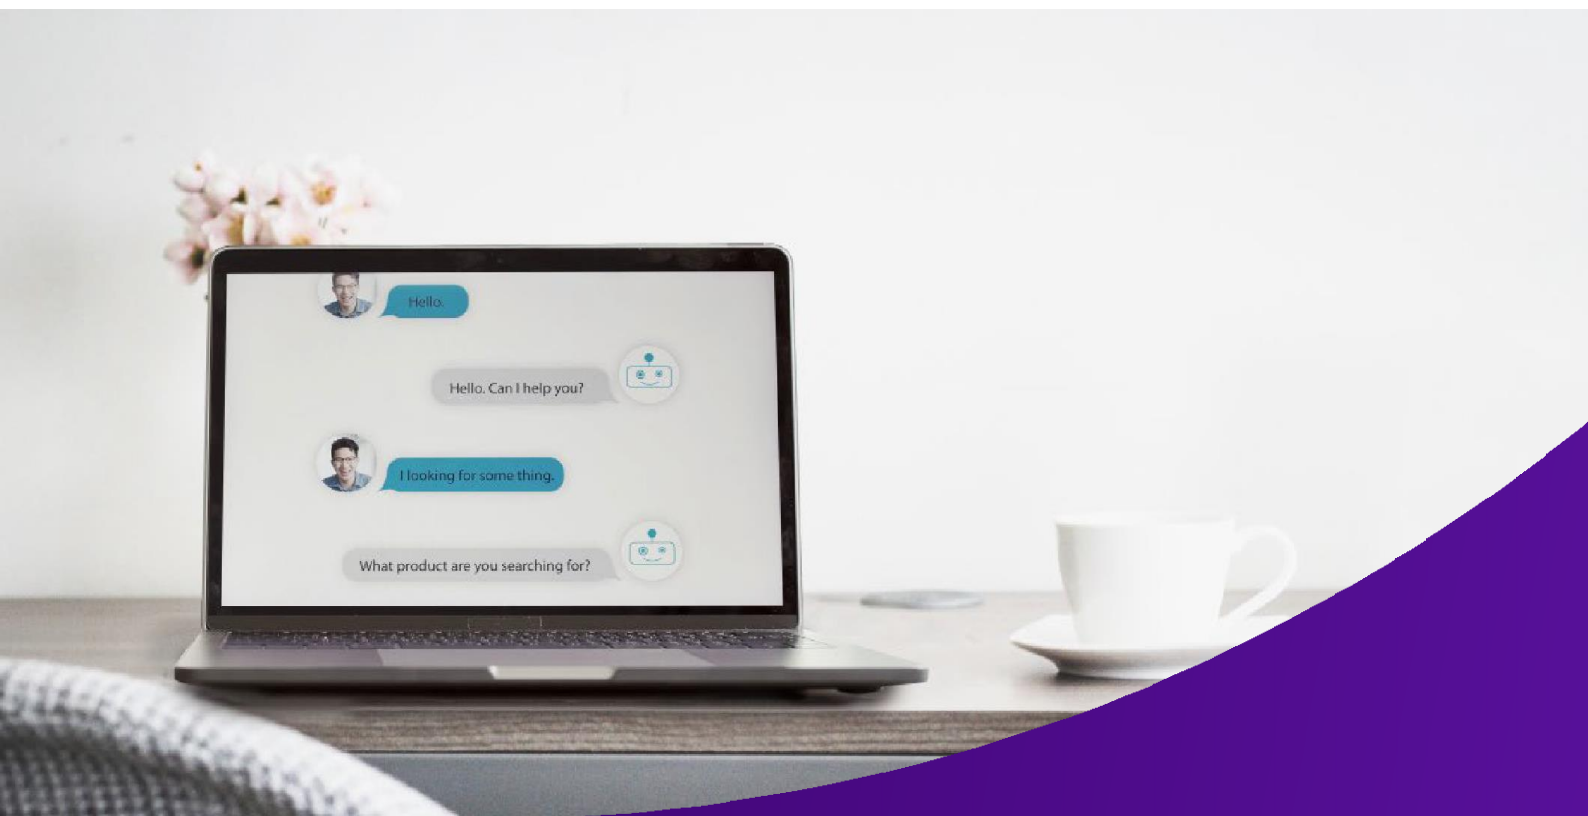 Hello.
Hello. Can I help you?
I looking for some thing.
What product are you searching for?